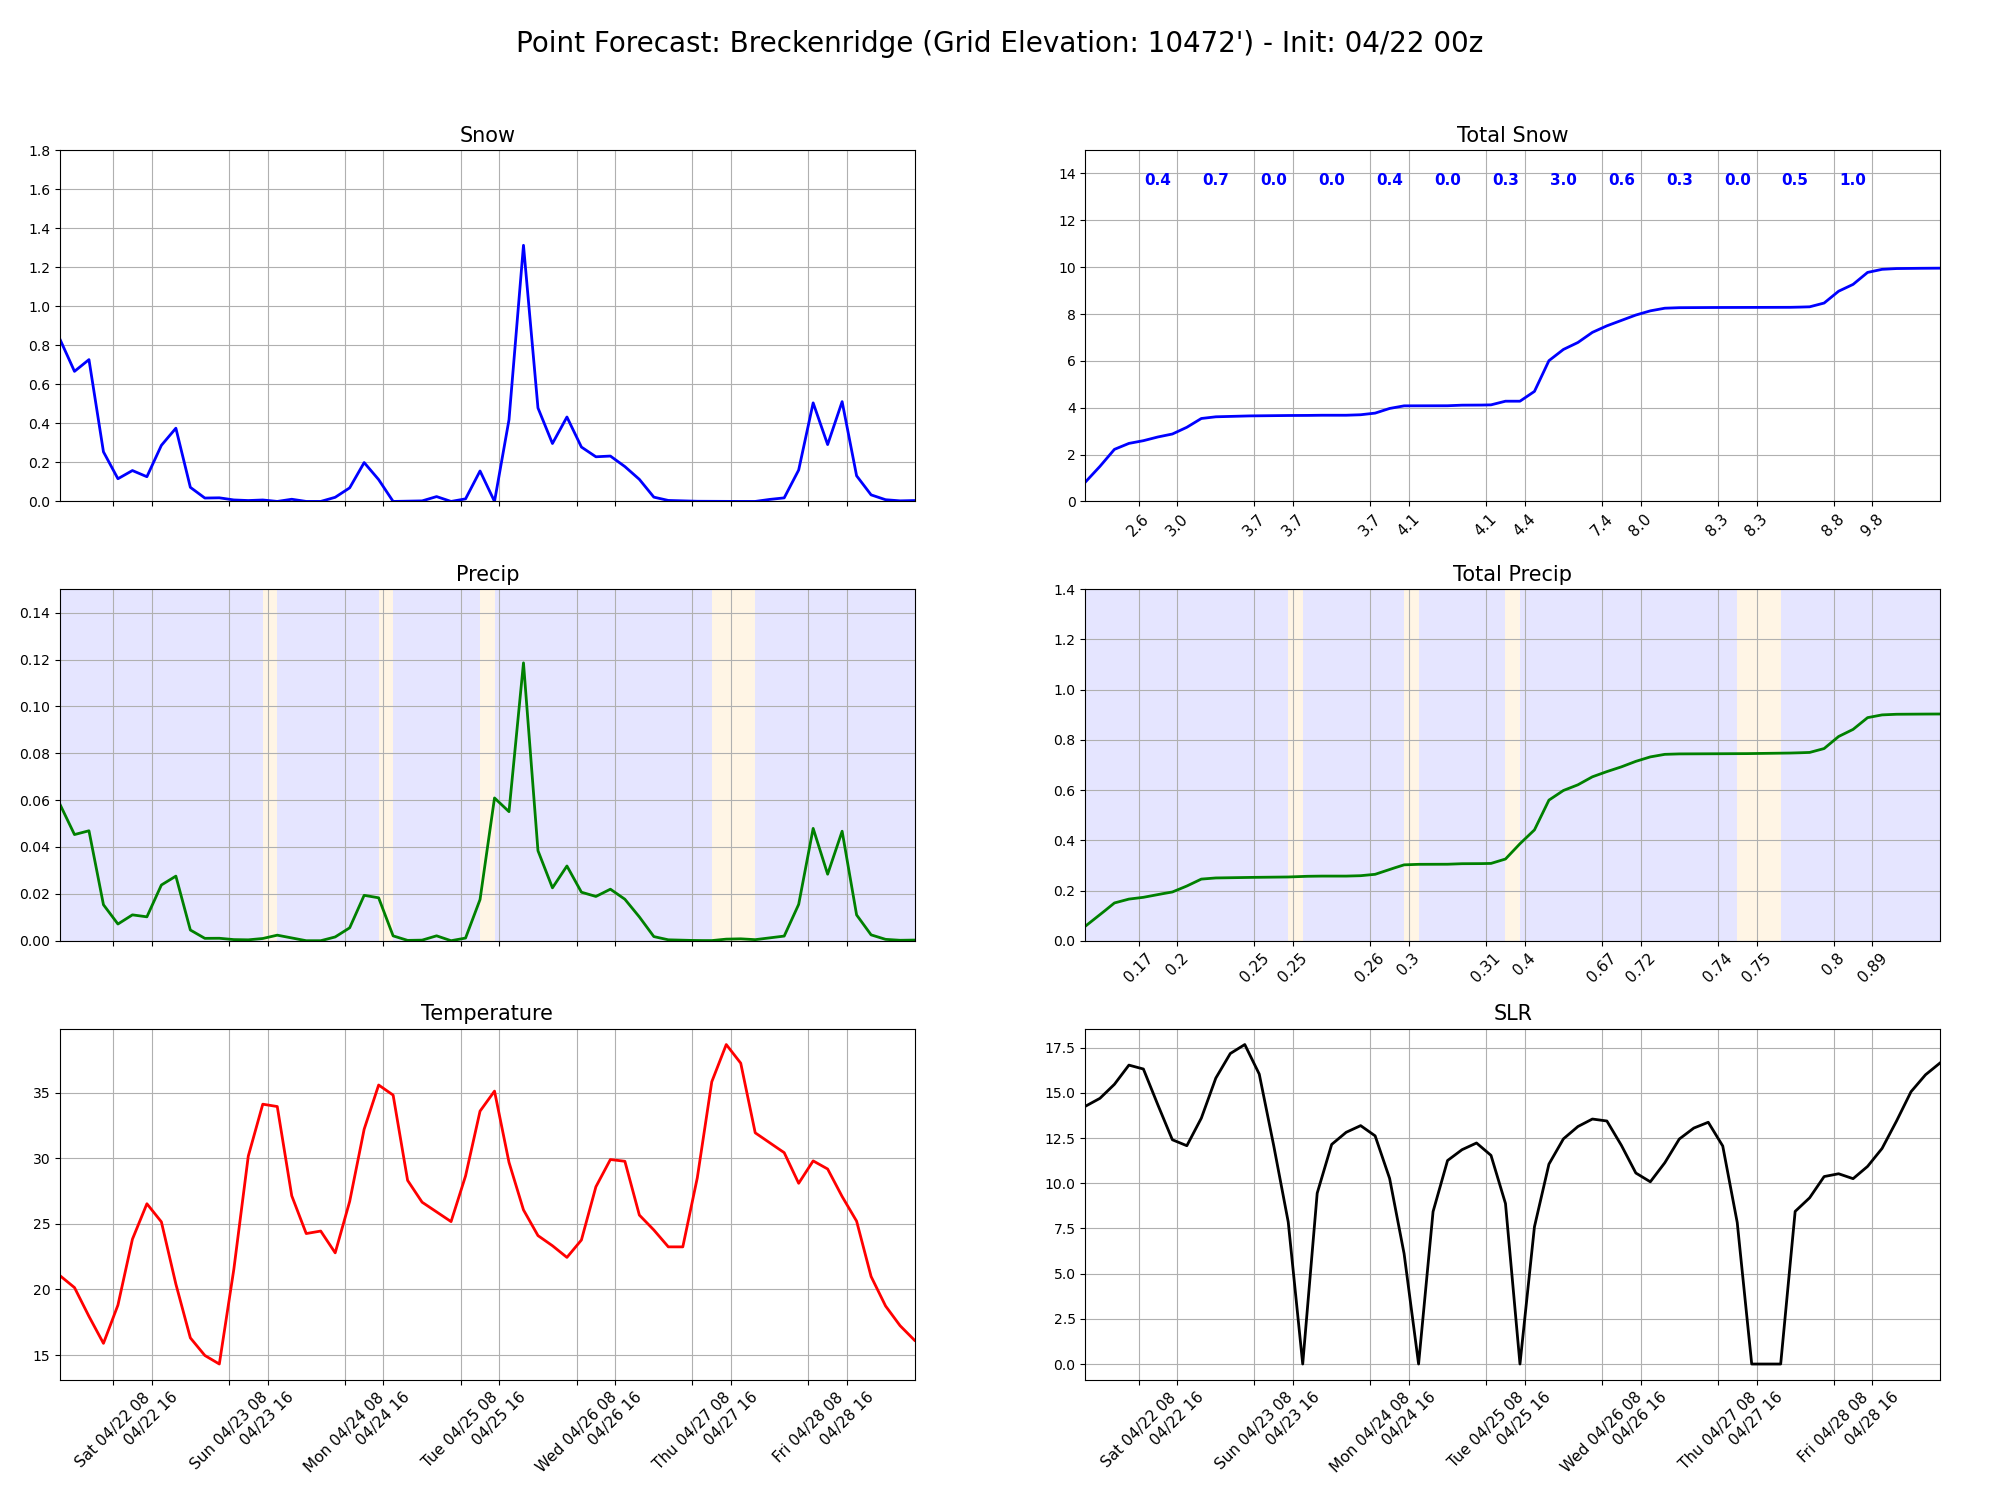 Point Forecast: Breckenridge (Grid Elevation: 10472') - Init: 04/22 00z
Snow
1.8
1.6
1.4
1.2
1.0
0.8
0.6
0.4
0.2
0.0
Total Snow
0.4 0.7 0.0 0.0 0.4 0.0 0.3 3.0 0.6 0.3 0.0 0.5 1.0
14
12
10
8
6
4
2
0
2.6 3.0 3.7 3.7 3.7 4.1 4.1 4.4 7.4 8.0 8.3 8.3 8.8 9.8
Precip
0.14
0.12
0.10
0.08
0.06
0.04
0.02
0.00
Total Precip
1.4
1.2
1.0
0.8
0.6
0.4
0.2
0.0
0.17 0.2 0.25 0.25 0.26 0.3 0.31 0.4 0.67 0.72 0.74 0.75 0.8 0.89
Temperature
35
30
25
20
15
Sat 04/22 08
04/22 16
Sun 04/23 08
04/23 16
Mon 04/24 08
04/24 16
Tue 04/25 08
04/25 16
Wed 04/26 08
04/26 16
Thu 04/27 08
04/27 16
Fri 04/28 08
04/28 16
SLR
17.5
15.0
12.5
10.0
7.5
5.0
2.5
0.0
Sat 04/22 08
04/22 16
Sun 04/23 08
04/23 16
Mon 04/24 08
04/24 16
Tue 04/25 08
04/25 16
Wed 04/26 08
04/26 16
Thu 04/27 08
04/27 16
Fri 04/28 08
04/28 16